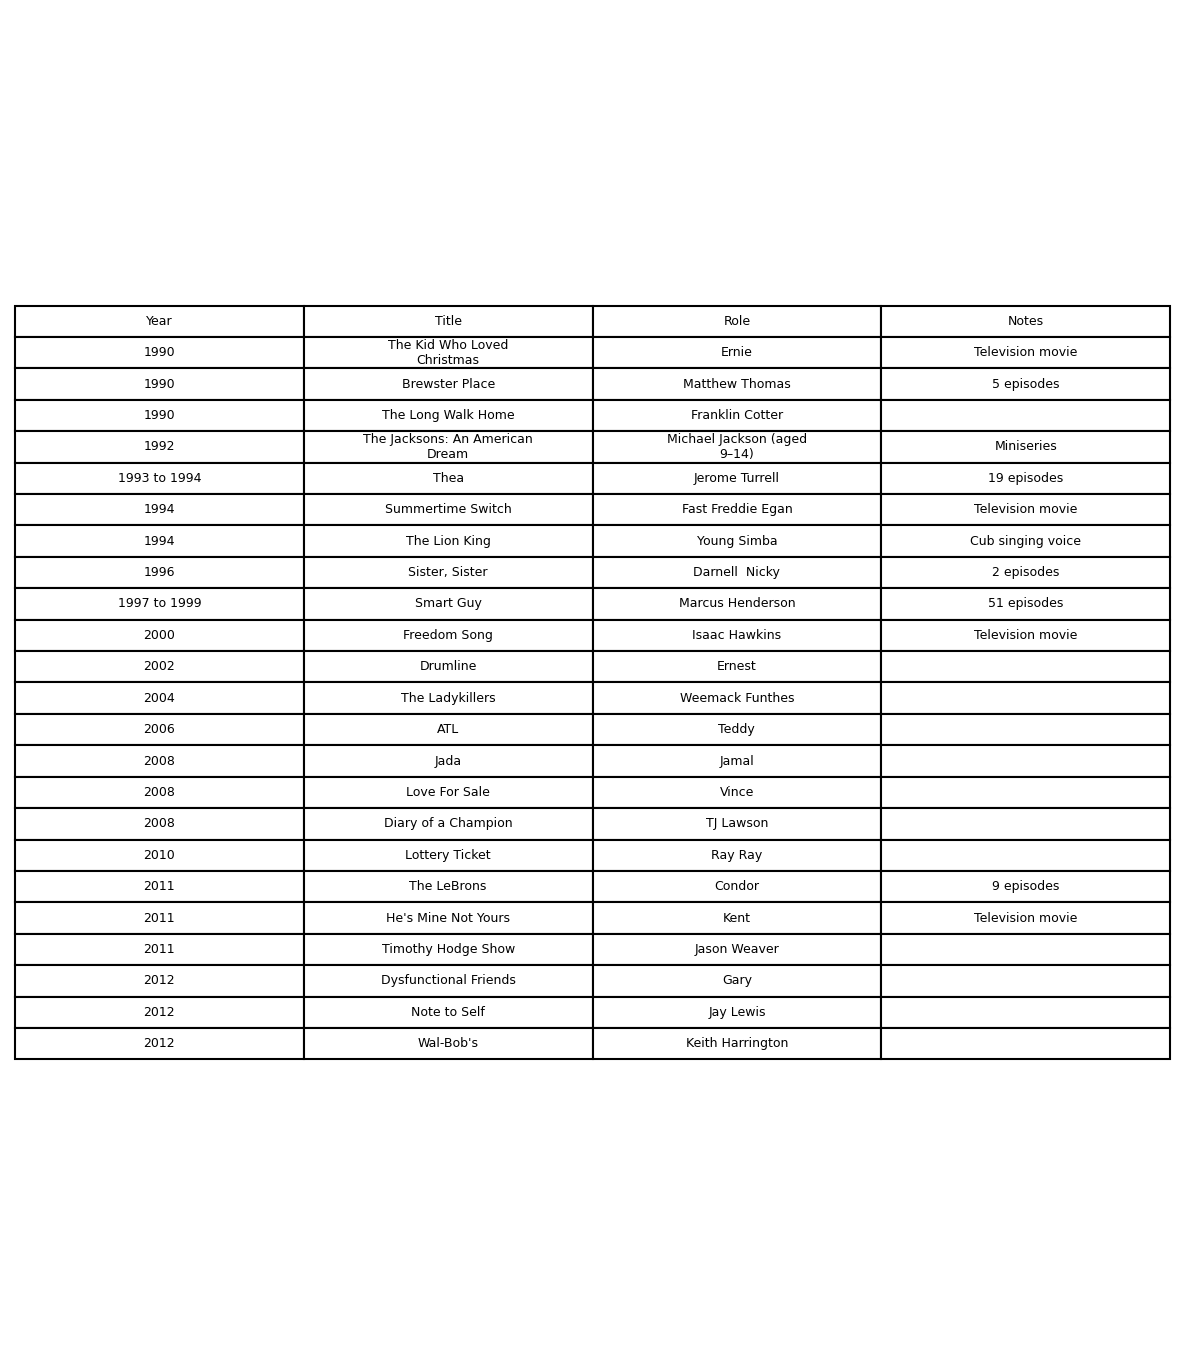 Year Title Role Notes
1990 The Kid Who Loved Christmas Ernie Television movie
1990 Brewster Place Matthew Thomas 5 episodes
1990 The Long Walk Home Franklin Cotter
1992 The Jacksons: An American Dream Michael Jackson (aged 9–14) Miniseries
1993 to 1994 Thea Jerome Turrell 19 episodes
1994 Summertime Switch Fast Freddie Egan Television movie
1994 The Lion King Young Simba Cub singing voice
1996 Sister, Sister Darnell  Nicky 2 episodes
1997 to 1999 Smart Guy Marcus Henderson 51 episodes
2000 Freedom Song Isaac Hawkins Television movie
2002 Drumline Ernest
2004 The Ladykillers Weemack Funthes
2006 ATL Teddy
2008 Jada Jamal
2008 Love For Sale Vince
2008 Diary of a Champion TJ Lawson
2010 Lottery Ticket Ray Ray
2011 The LeBrons Condor 9 episodes
2011 He's Mine Not Yours Kent Television movie
2011 Timothy Hodge Show Jason Weaver
2012 Dysfunctional Friends Gary
2012 Note to Self Jay Lewis
2012 Wal-Bob's Keith Harrington